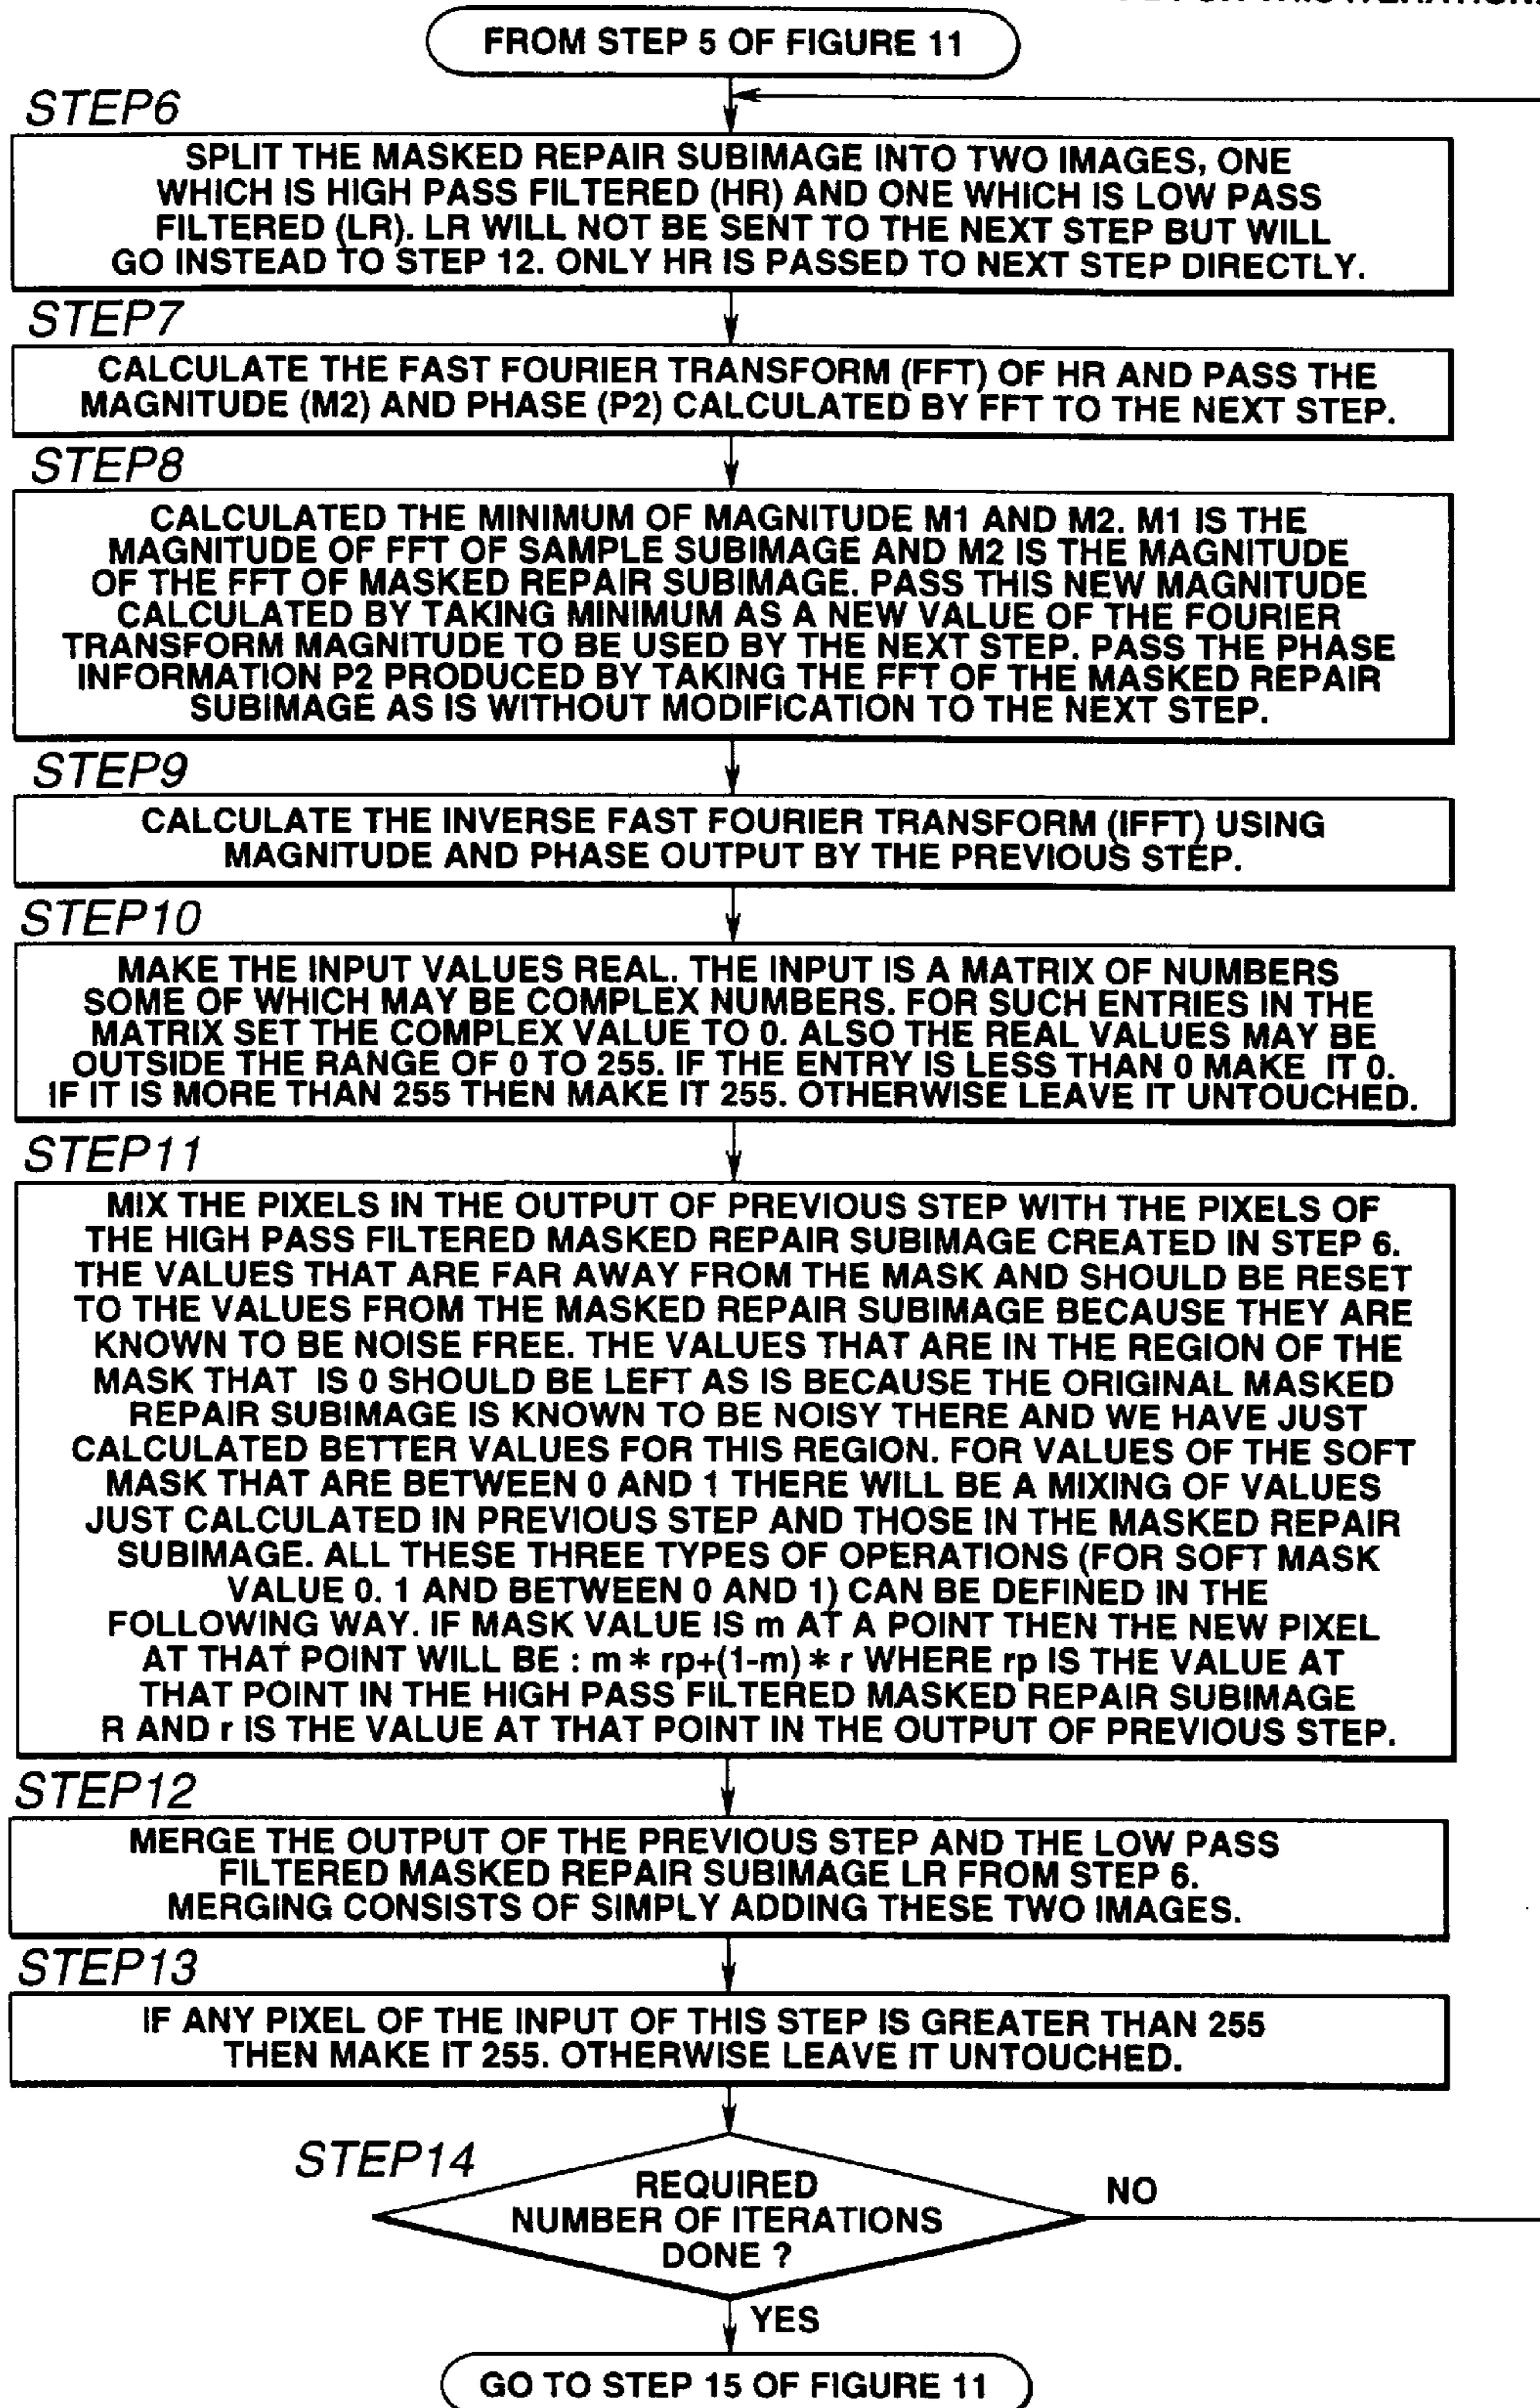 FROM STEP 5 OF FIGURE 11
STEP6
SPLIT THE MASKED REPAIR SUBIMAGE INTO TWO IMAGES, ONE
WHICH IS HIGH PASS FILTERED (HR) AND ONE WHICH IS LOW PASS
FILTERED (LR). LR WILL NOT BE SENT TO THE NEXT STEP BUT WILL
GO INSTEAD TO STEP 12. ONLY HR IS PASSED TO NEXT STEP DIRECTLY.
STEP7
CALCULATE THE FAST FOURIER TRANSFORM (FFT) OF HR AND PASS THE
MAGNITUDE (M2) AND PHASE (P2) CALCULATED BY FFT TO THE NEXT STEP.
STEP8
CALCULATED THE MINIMUM OF MAGNITUDE M1 AND M2. M1 IS THE
MAGNITUDE OF FFT OF SAMPLE SUBIMAGE AND M2 IS THE MAGNITUDE
OF THE FFT OF MASKED REPAIR SUBIMAGE. PASS THIS NEW MAGNITUDE
CALCULATED BY TAKING MINIMUM AS A NEW VALUE OF THE FOURIER
TRANSFORM MAGNITUDE TO BE USED BY THE NEXT STEP. PASS THE PHASE
INFORMATION P2 PRODUCED BY TAKING THE FFT OF THE MASKED REPAIR
SUBIMAGE AS IS WITHOUT MODIFICATION TO THE NEXT STEP.
STEP9
CALCULATE THE INVERSE FAST FOURIER TRANSFORM (IFFT) USING
MAGNITUDE AND PHASE OUTPUT BY THE PREVIOUS STEP.
STEP10
MAKE THE INPUT VALUES REAL. THE INPUT IS A MATRIX OF NUMBERS
SOME OF WHICH MAY BE COMPLEX NUMBERS. FOR SUCH ENTRIES IN THE
MATRIX SET THE COMPLEX VALUE TO 0. ALSO THE REAL VALUES MAY BE
OUTSIDE THE RANGE OF 0 TO 255. IF THE ENTRY IS LESS THAN 0 MAKE IT 0.
IF IT IS MORE THAN 255 THEN MAKE IT 255. OTHERWISE LEAVE IT UNTOUCHED.
STEP11
MIX THE PIXELS IN THE OUTPUT OF PREVIOUS STEP WITH THE PIXELS OF
THE HIGH PASS FILTERED MASKED REPAIR SUBIMAGE CREATED IN STEP 6.
THE VALUES THAT ARE FAR AWAY FROM THE MASK AND SHOULD BE RESET
TO THE VALUES FROM THE MASKED REPAIR SUBIMAGE BECAUSE THEY ARE
KNOWN TO BE NOISE FREE. THE VALUES THAT ARE IN THE REGION OF THE
MASK THAT IS 0 SHOULD BE LEFT AS IS BECAUSE THE ORIGINAL MASKED
REPAIR SUBIMAGE IS KNOWN TO BE NOISY THERE AND WE HAVE JUST
CALCULATED BETTER VALUES FOR THIS REGION. FOR VALUES OF THE SOFT
MASK THAT ARE BETWEEN 0 AND 1 THERE WILL BE A MIXING OF VALUES
JUST CALCULATED IN PREVIOUS STEP AND THOSE IN THE MASKED REPAIR
SUBIMAGE. ALL THESE THREE TYPES OF OPERATIONS (FOR SOFT MASK
VALUE 0. 1 AND BETWEEN 0 AND 1) CAN BE DEFINED IN THE
FOLLOWING WAY. IF MASK VALUE IS m AT A POINT THEN THE NEW PIXEL
AT THAT POINT WILL BE : m * rp+(1-m) * r WHERE rp IS THE VALUE AT
THAT POINT IN THE HIGH PASS FILTERED MASKED REPAIR SUBIMAGE
R AND r IS THE VALUE AT THAT POINT IN THE OUTPUT OF PREVIOUS STEP.
STEP12
MERGE THE OUTPUT OF THE PREVIOUS STEP AND THE LOW PASS
FILTERED MASKED REPAIR SUBIMAGE LR FROM STEP 6.
MERGING CONSISTS OF SIMPLY ADDING THESE TWO IMAGES.
STEP13
IF ANY PIXEL OF THE INPUT OF THIS STEP IS GREATER THAN 255
THEN MAKE IT 255. OTHERWISE LEAVE IT UNTOUCHED.
STEP14
REQUIRED
NUMBER OF ITERATIONS
DONE ?
NO
YES
GO TO STEP 15 OF FIGURE 11